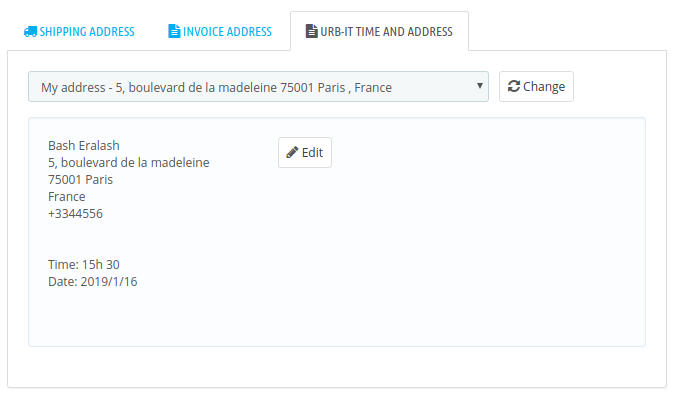 SHIPPING ADDRESS INVOICE ADDRESS URB-IT TIME AND ADDRESS
My address - 5, boulevard de la madeleine 75001 Paris , France Change
Bash Eralash Edit
5, boulevard de la madeleine
75001 Paris
France
+3344556
Time: 15h 30
Date: 2019/1/16